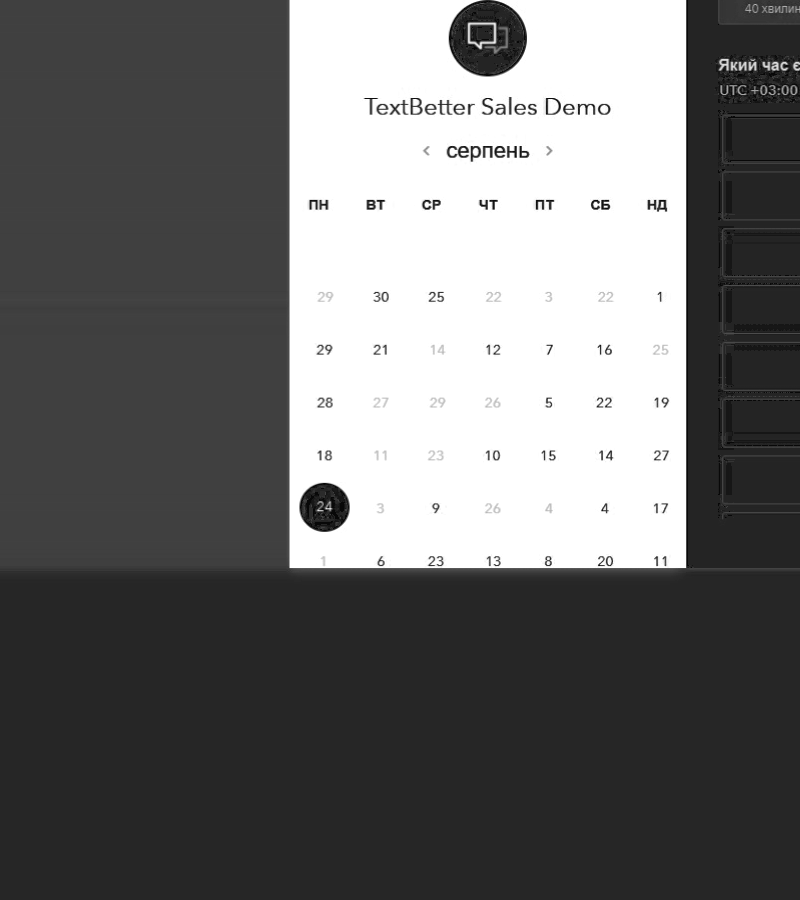 40 хвилин
TextBetter Sales Demo
Який час є
UTC +03:00
серпень
ПН ВТ СР ЧТ ПТ СБ НД
29 30 25 22 3 22 1
29 21 14 12 7 16 25
28 27 29 26 5 22 19
18 11 23 10 15 14 27
24 3 9 26 4 4 17
1 6 23 13 8 20 11